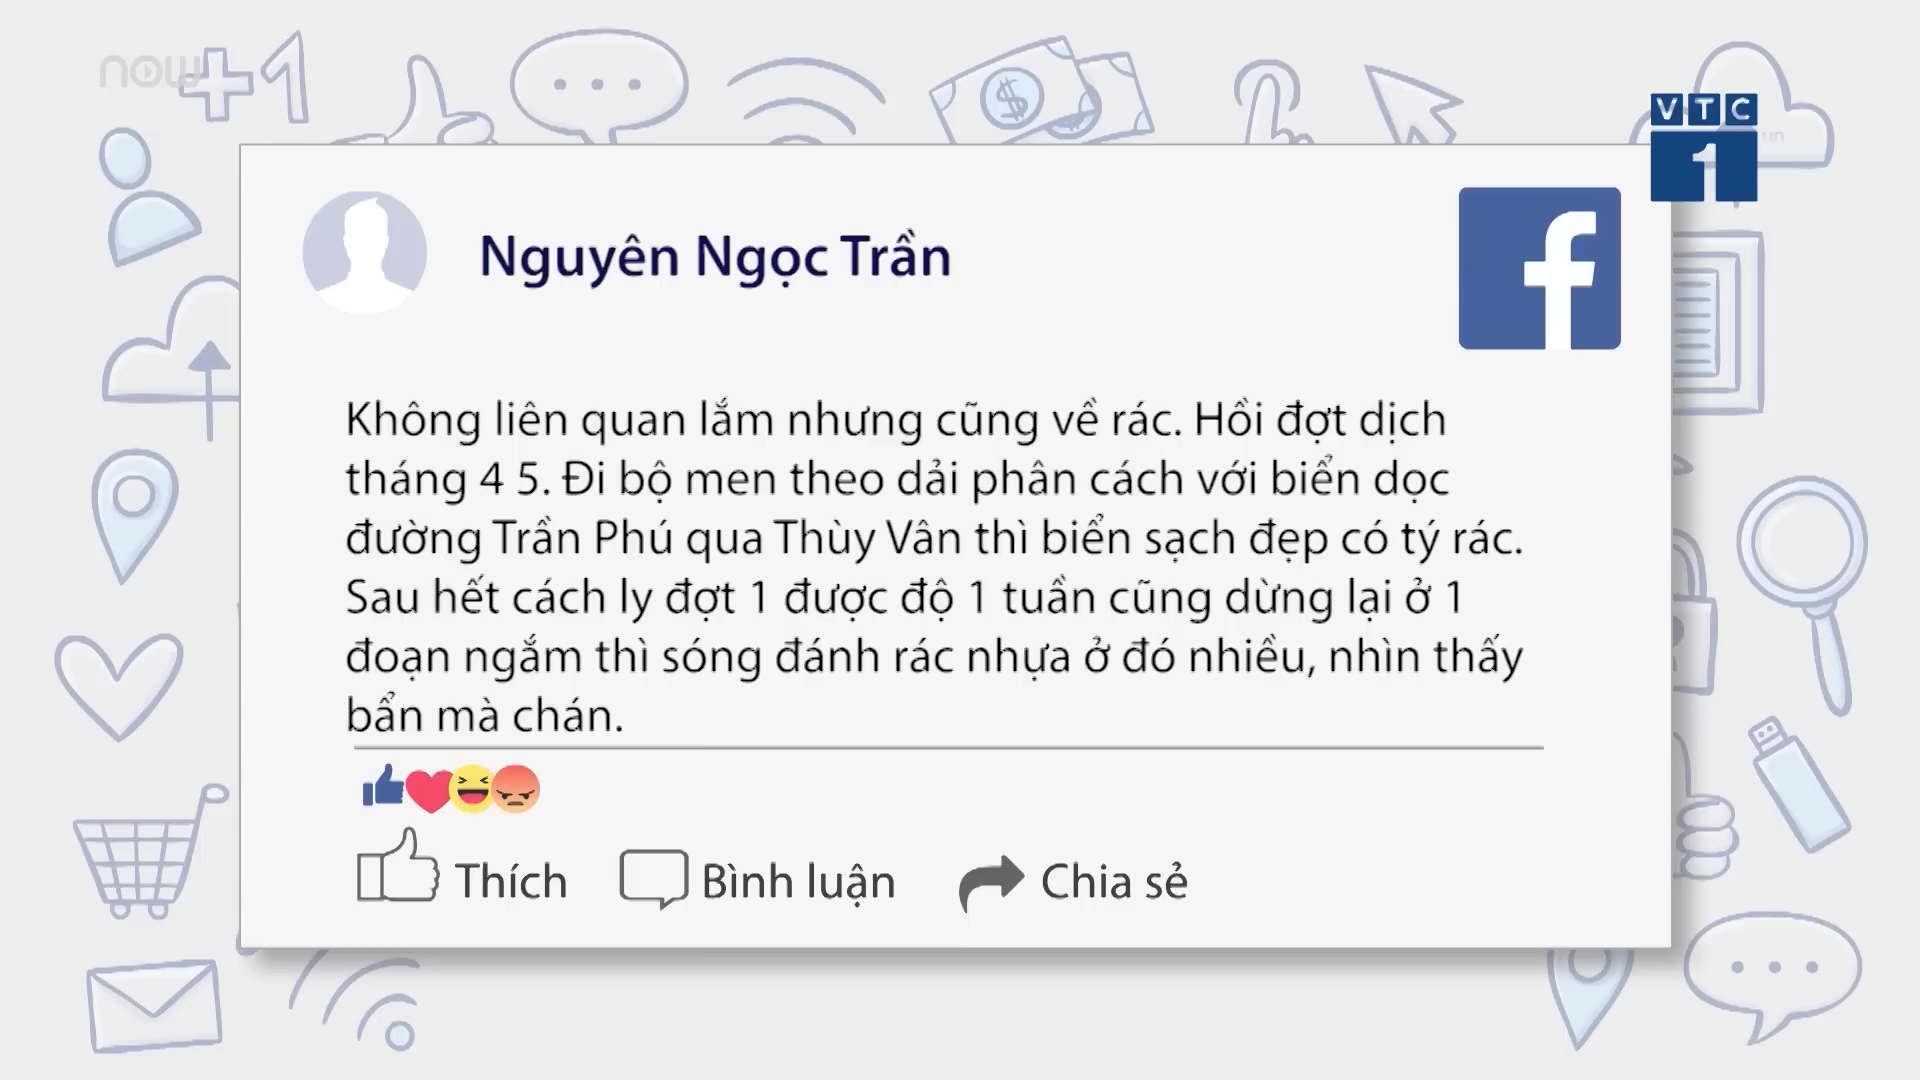 now
+1
VTC
1
Nguyên Ngọc Trần
f
Không liên quan lắm nhưng cũng về rác. Hồi đợt dịch
tháng 4 5. Đi bộ men theo dải phân cách với biển dọc
đường Trần Phú qua Thùy Vân thì biển sạch đẹp có tý rác.
Sau hết cách ly đợt 1 được độ 1 tuần cũng dừng lại ở 1
đoạn ngắm thì sóng đánh rác nhựa ở đó nhiều, nhìn thấy
bẩn mà chán.
Thích Bình luận Chia sẻ